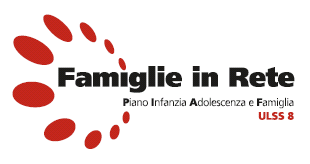 Famiglie in Rete
Piano Infanzia Adolescenza e Famiglia
ULSS 8